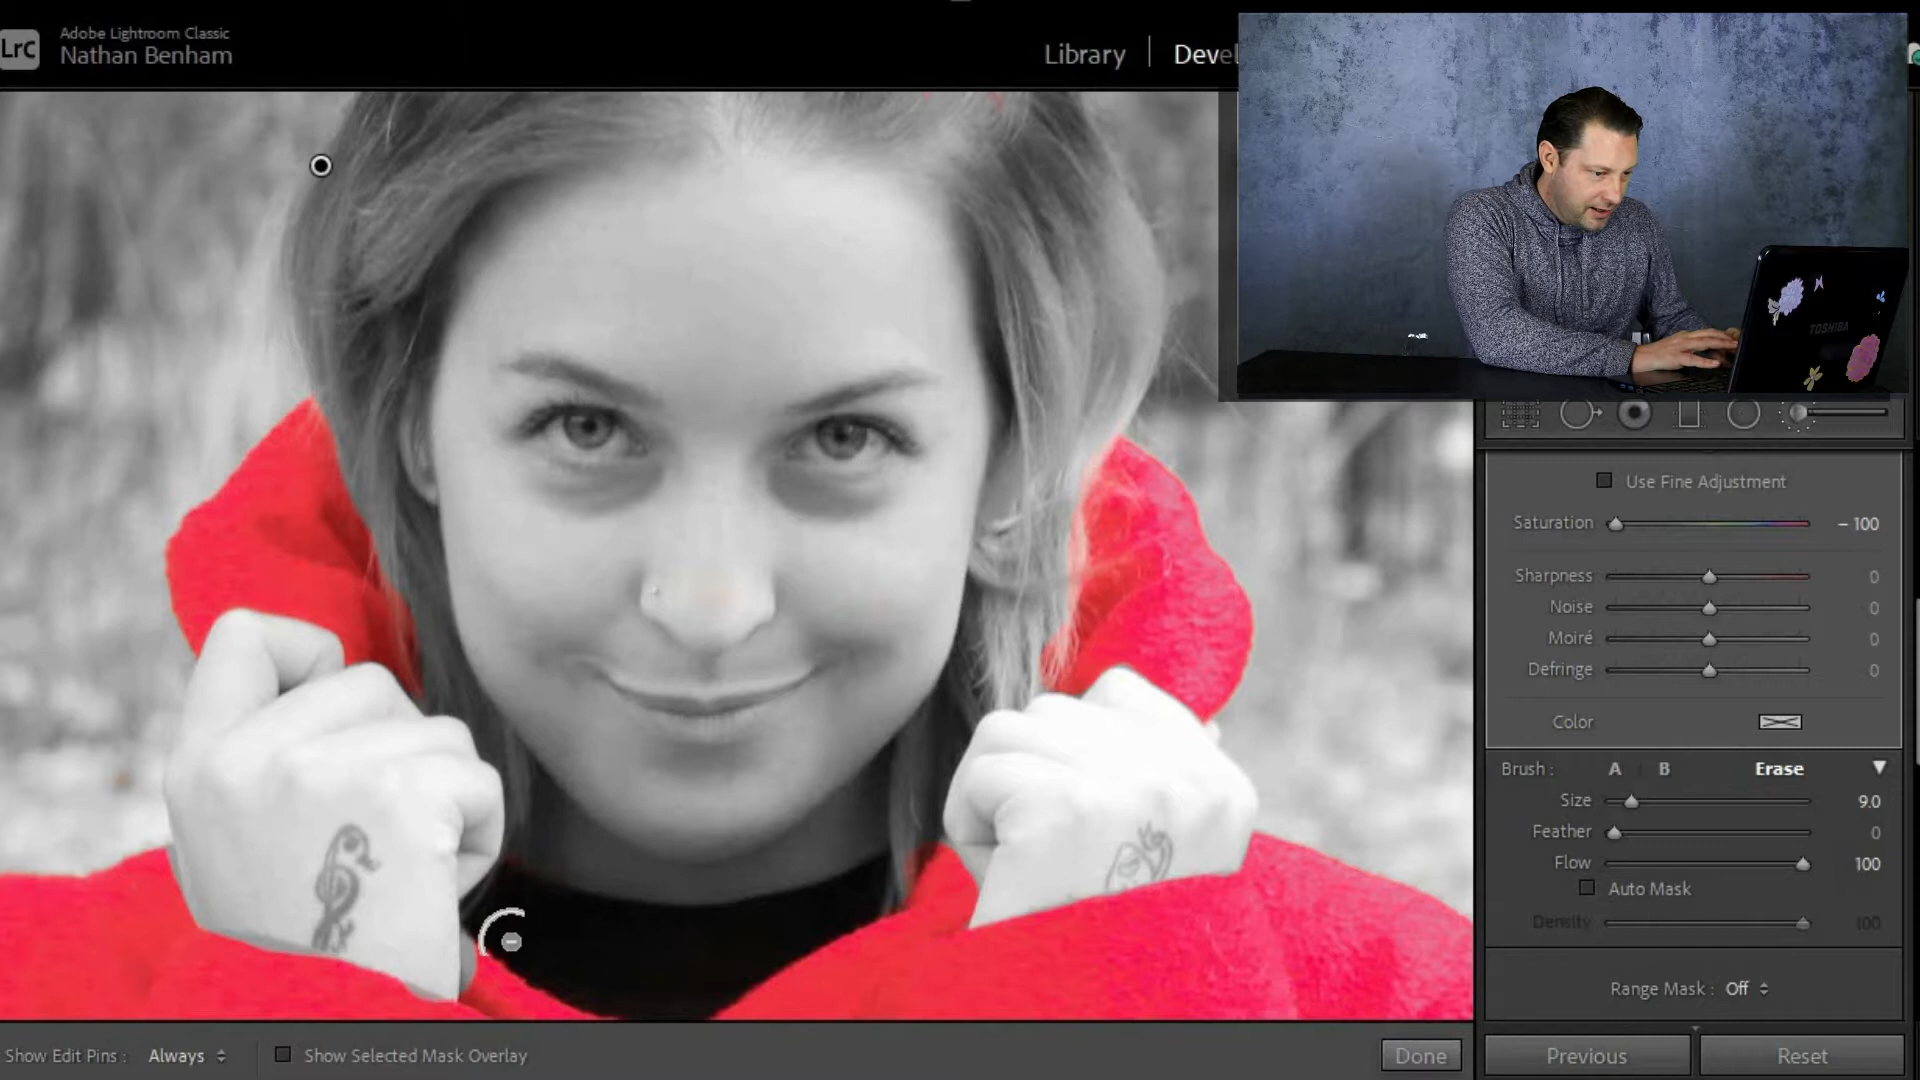 LrC
Adobe Lightroom Classic
Nathan Benham
Library | Devel
TOSHIBA
Use Fine Adjustment
Saturation – 100
Sharpness 0
Noise 0
Moiré 0
Defringe 0
Color
Brush : A B Erase
Size 9.0
Feather 0
Flow 100
Auto Mask
Density 100
Range Mask : Off
Show Edit Pins : Always
Show Selected Mask Overlay
Done
Previous
Reset